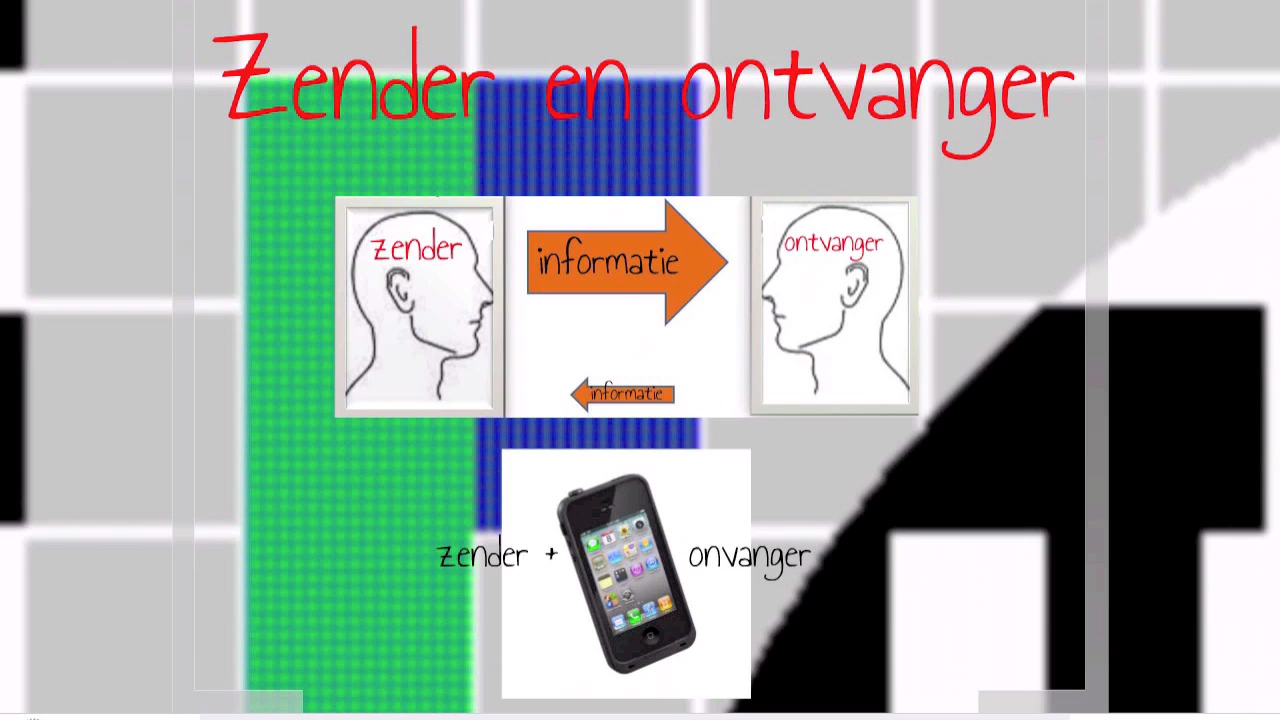 Zender en ontvanger
zender
ontvanger
informatie
informatie
zender +
onvanger